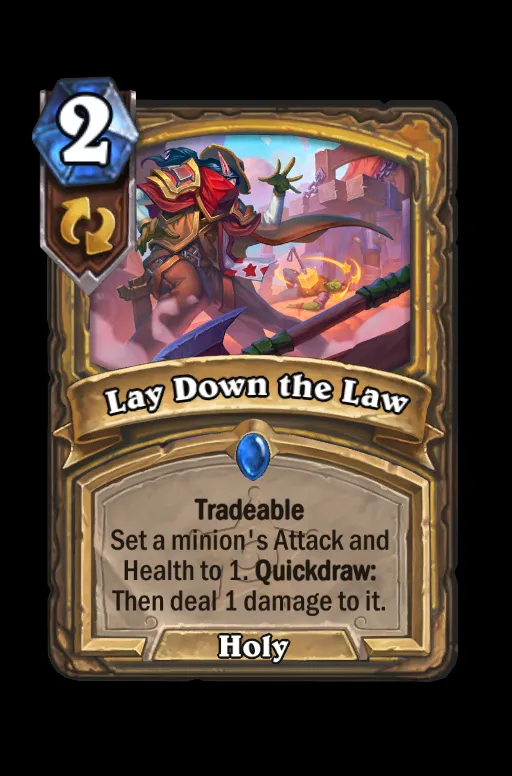 2
Lay Down the Law
Tradeable
Set a minion's Attack and
Health to 1. Quickdraw:
Then deal 1 damage to it.
Holy